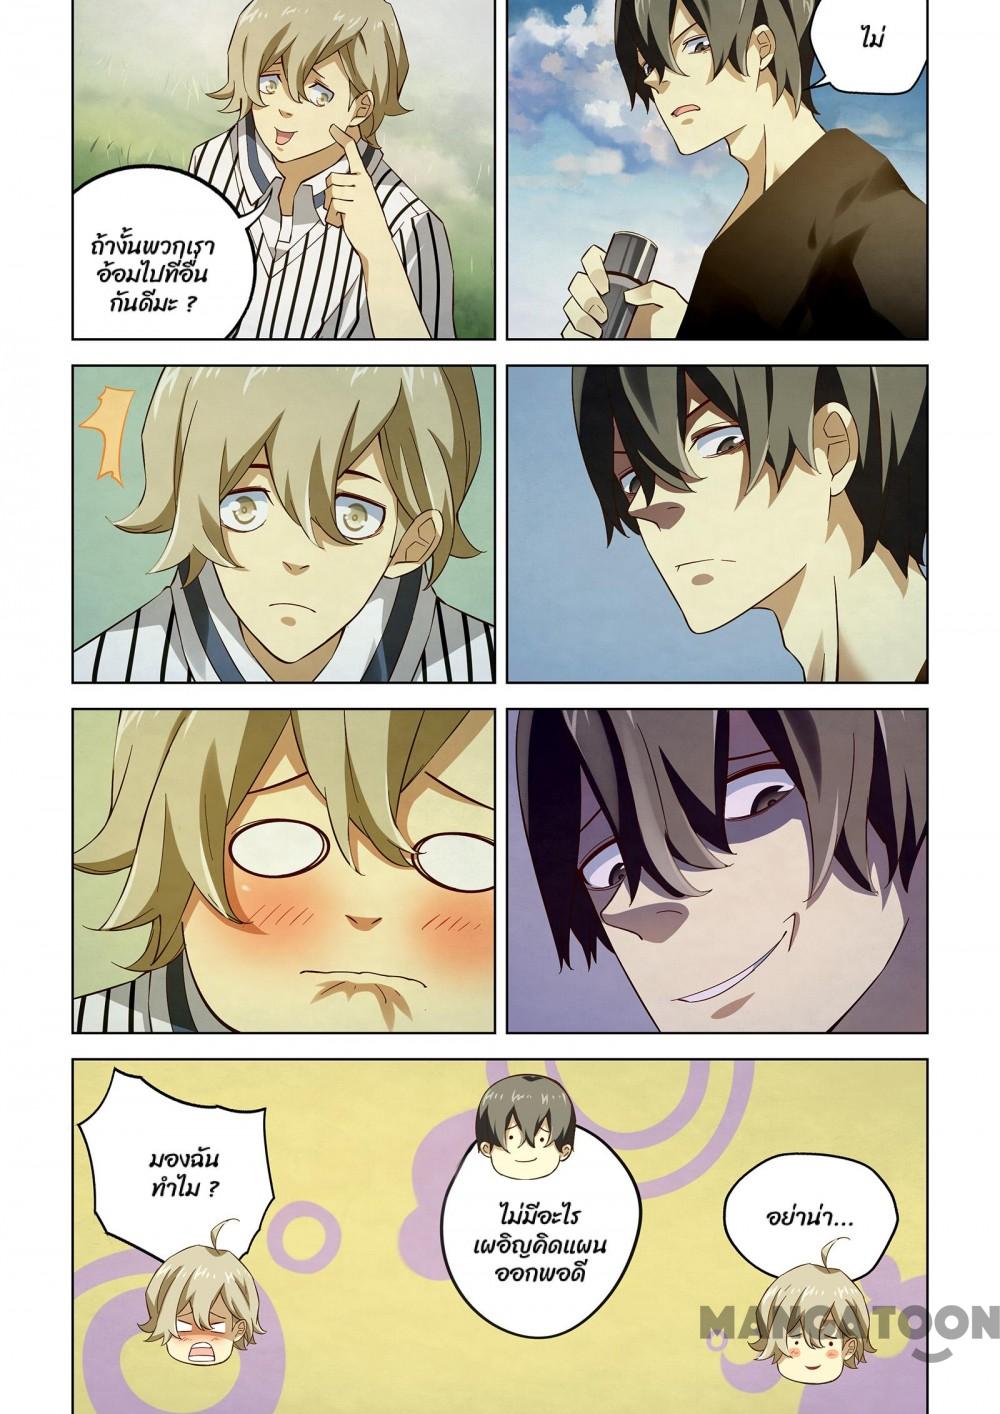 ถ้างั้นพวกเรา
อ้อมไปที่อื่น
กันดีมะ ?
ไม่
มองฉัน
ทำไม ?
ไม่มีอะไร
เผอิญคิดแผน
ออกพอดี
อย่าน่า...
MANGATOON